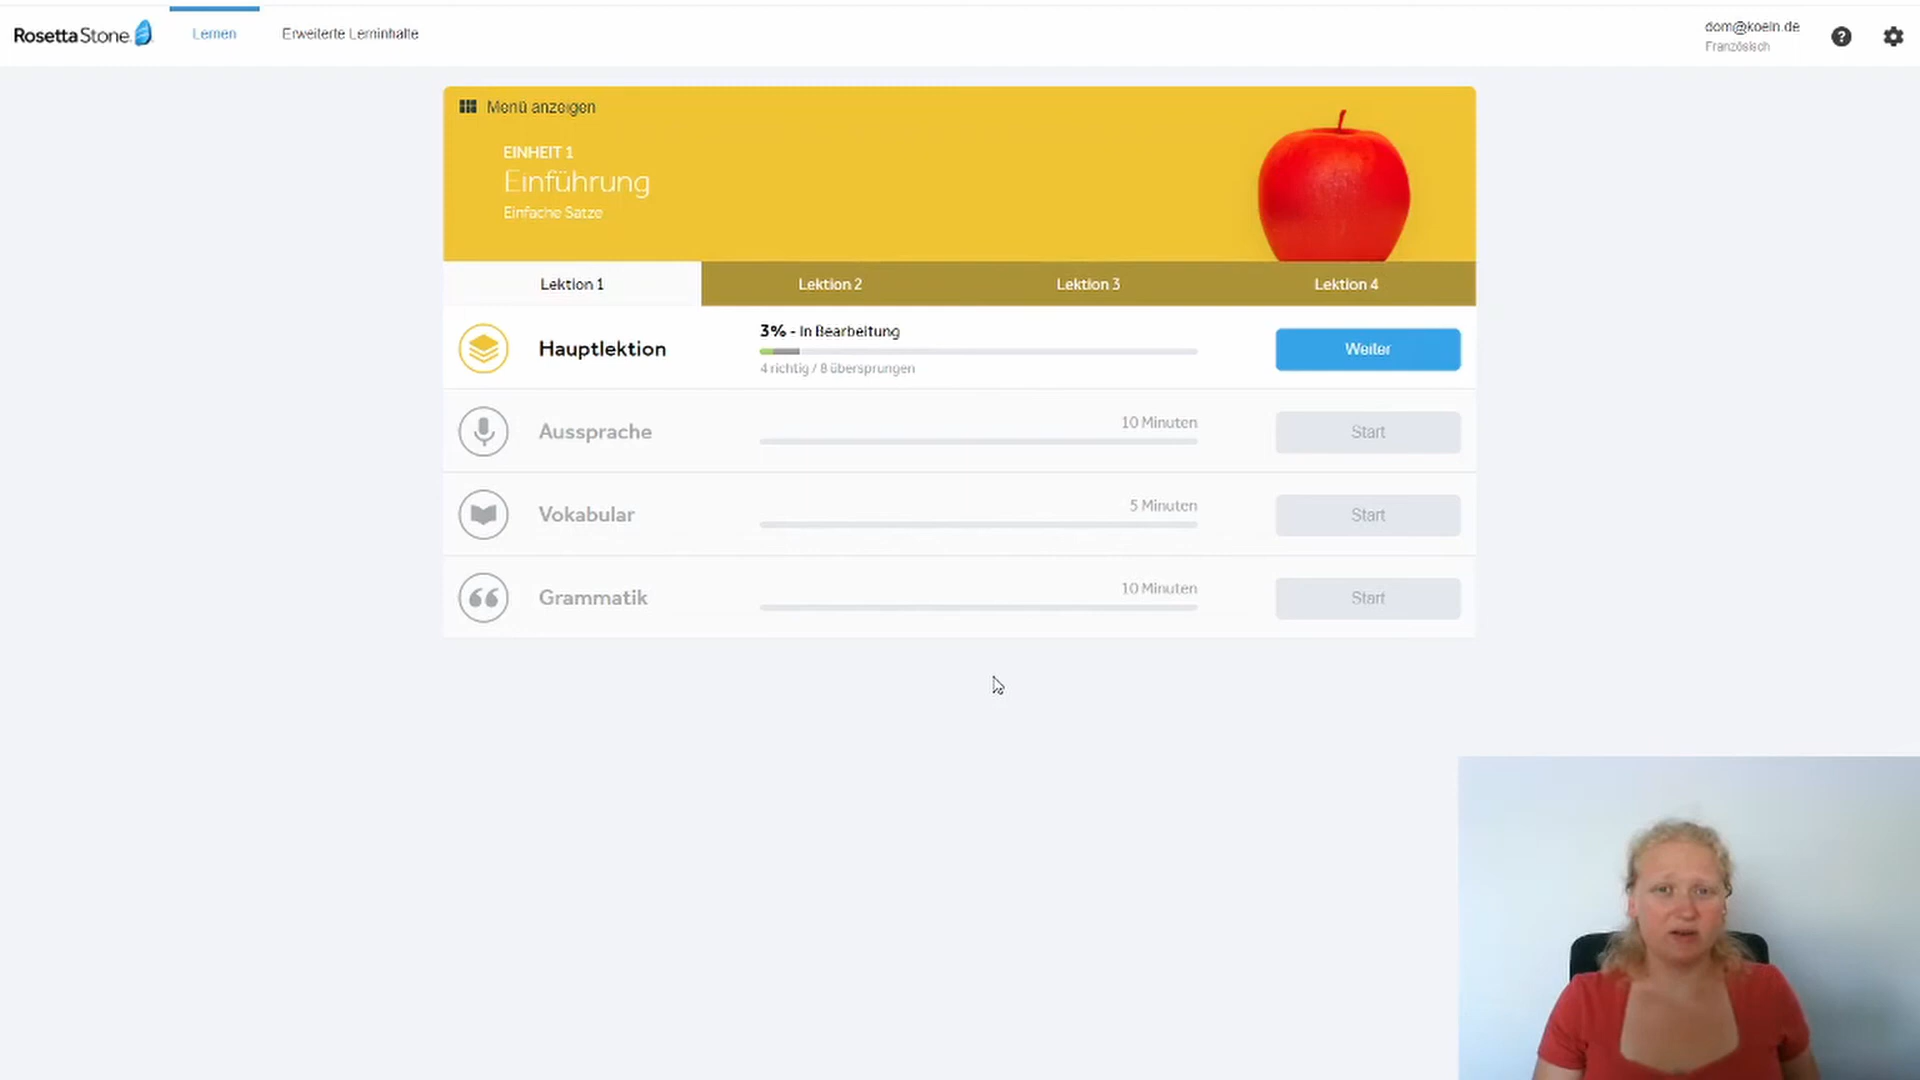 RosettaStone
Lernen
Erweiterte Lerninhalte
dom@koeln.de
Französisch
Menü anzeigen
EINHEIT 1
Einführung
Einfache Sätze
Lektion 1
Lektion 2
Lektion 3
Lektion 4
Hauptlektion
3% - In Bearbeitung
4 richtig / 8 übersprungen
Weiter
Aussprache
10 Minuten
Start
Vokabular
5 Minuten
Start
Grammatik
10 Minuten
Start